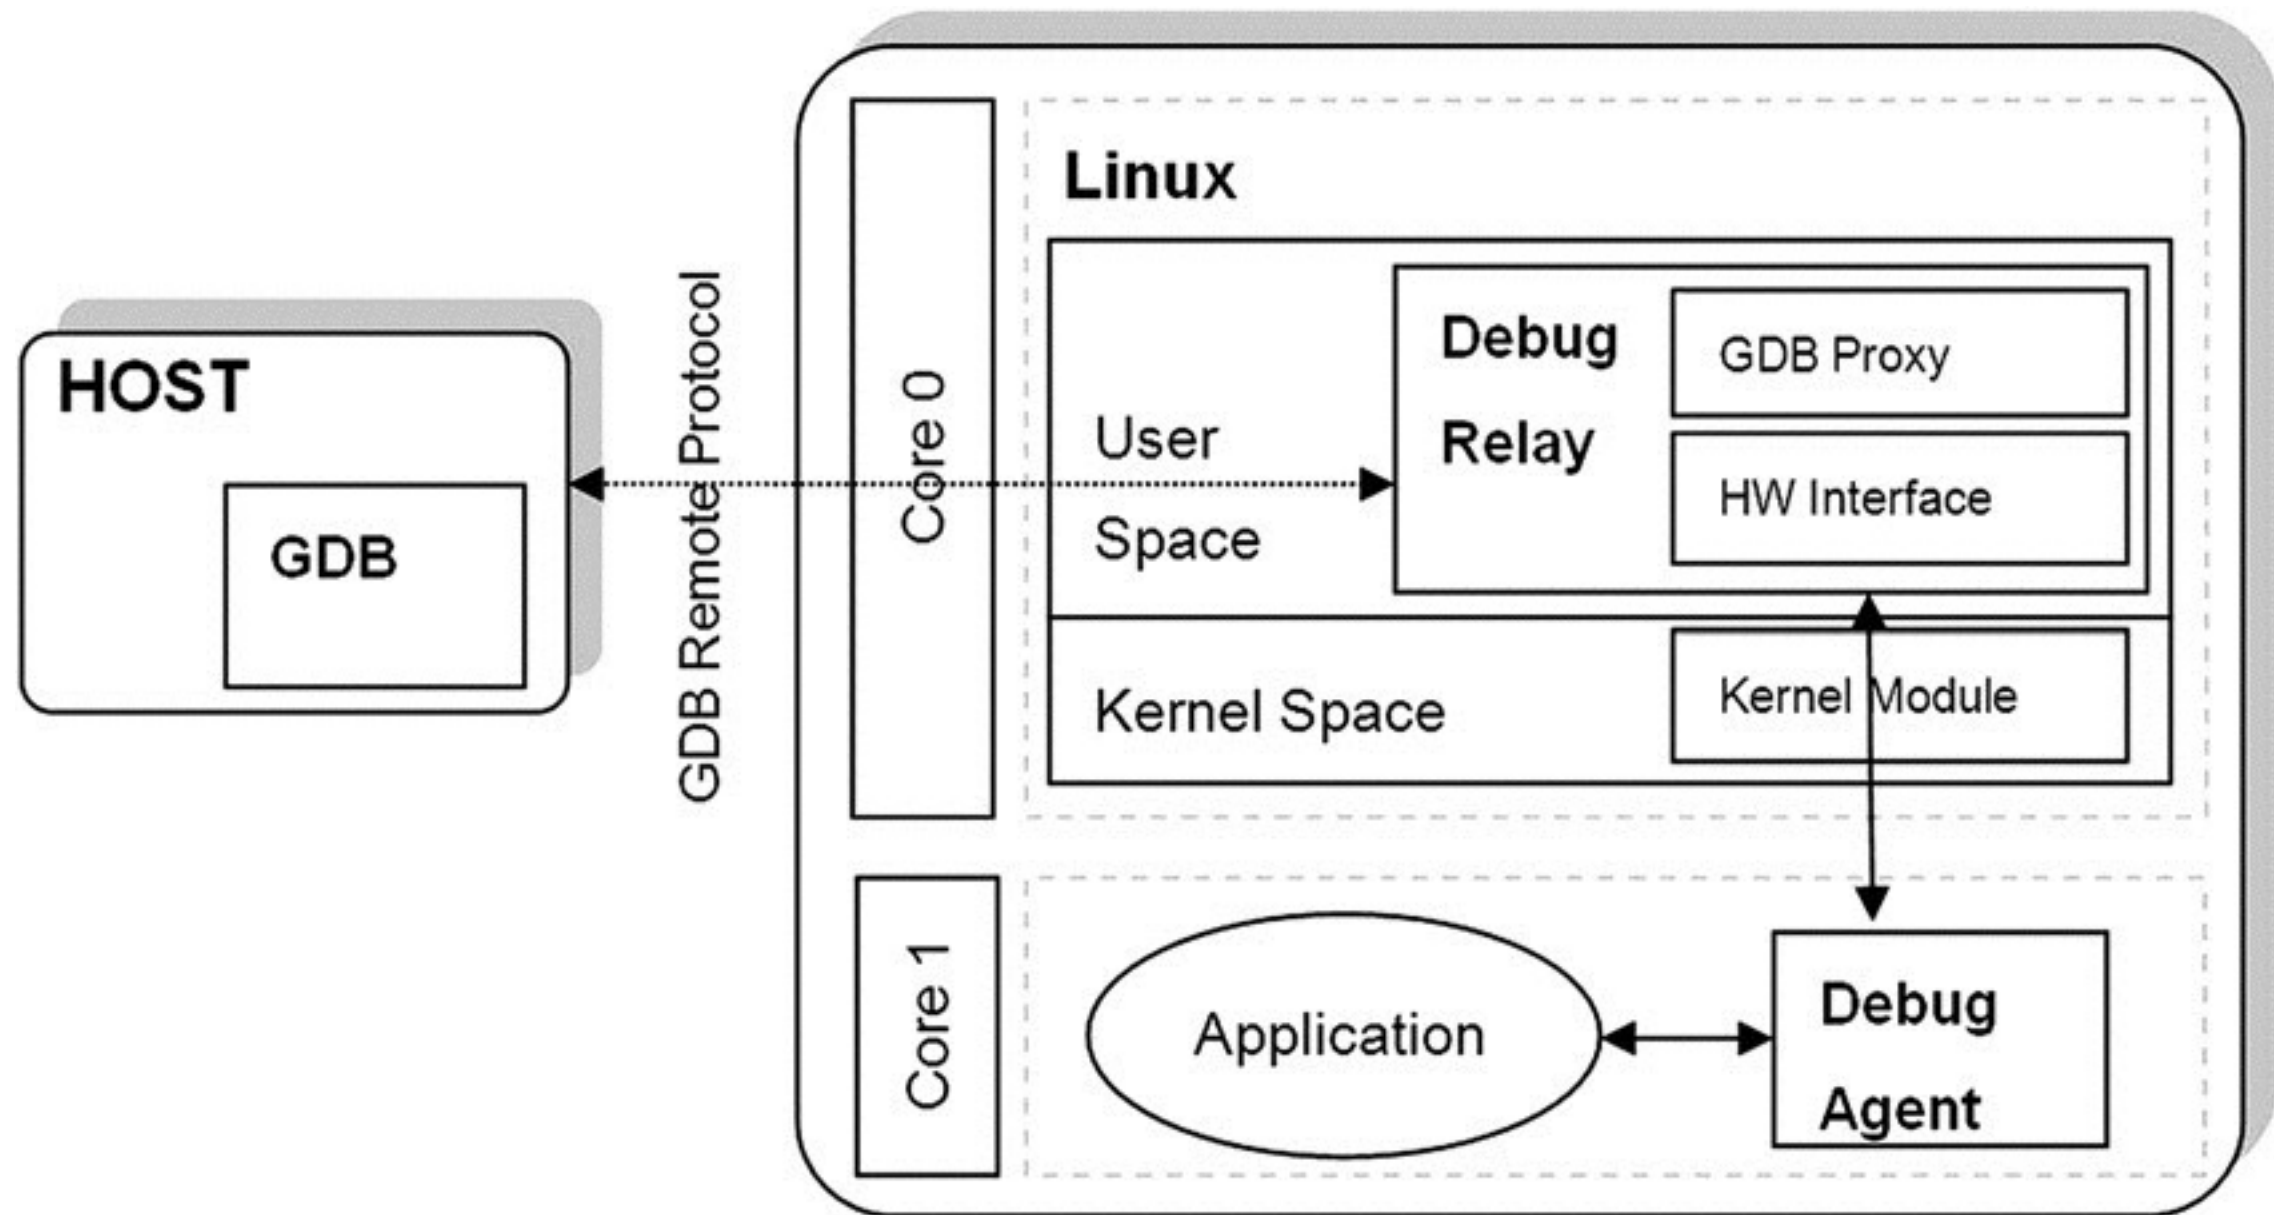 HOST
GDB
GDB Remote Protocol
Core 0
Linux
User
Space
Debug
Relay
GDB Proxy
HW Interface
Kernel Space
Kernel Module
Core 1
Application
Debug
Agent